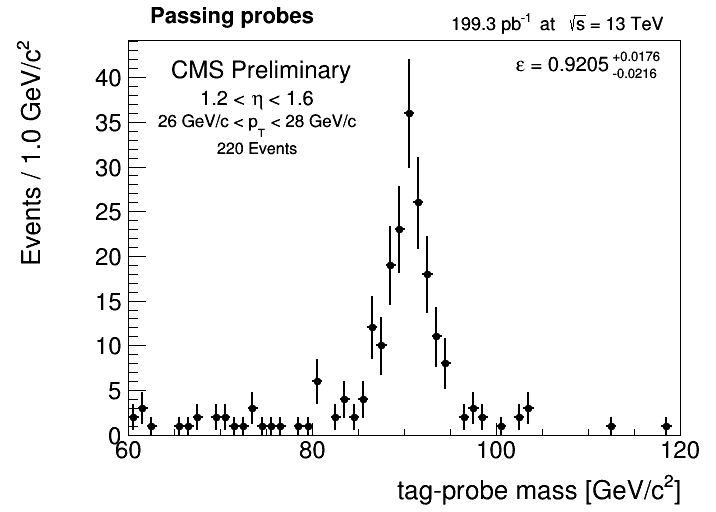 Passing probes
199.3 pb⁻¹ at √s = 13 TeV
CMS Preliminary
1.2 < η < 1.6
26 GeV/c < p_T < 28 GeV/c
220 Events
ε = 0.9205 +0.0176 -0.0216
Events / 1.0 GeV/c²
40
35
30
25
20
15
10
5
0
60 80 100 120
tag-probe mass [GeV/c²]